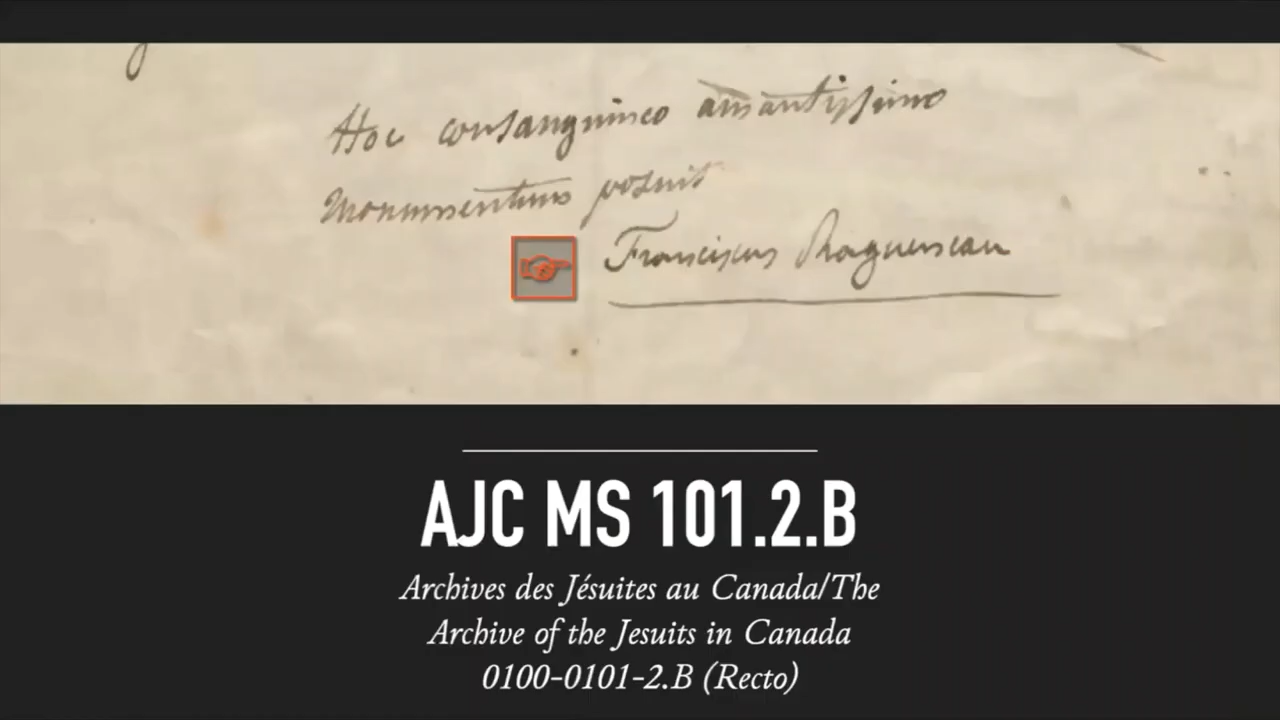 Hoc consanguineo amantissimo
Monumentum posuit
Franciscus Ragueneau
AJC MS 101.2.B
Archives des Jésuites au Canada/The
Archive of the Jesuits in Canada
0100-0101-2.B (Recto)